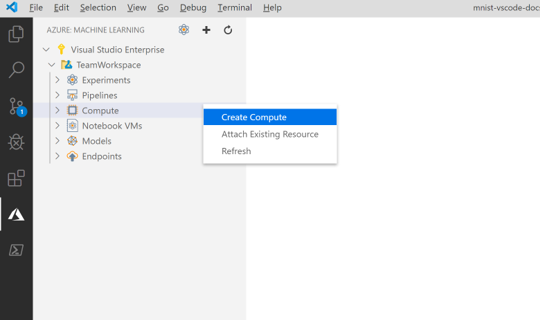 File Edit Selection View Go Debug Terminal Help mnist-vscode-doc
AZURE: MACHINE LEARNING
Visual Studio Enterprise
TeamWorkspace
Experiments
Pipelines
Compute
Create Compute
Attach Existing Resource
Refresh
1
Notebook VMs
Models
Endpoints